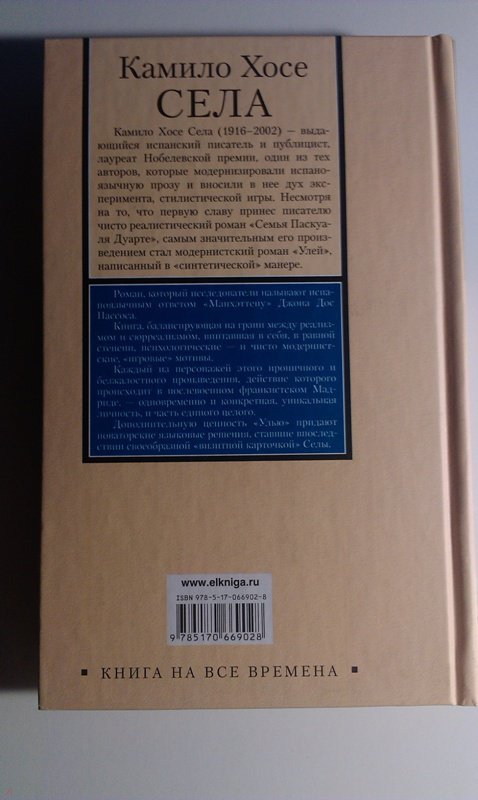 Камило Хосе
СЕЛА
Камило Хосе Села (1916–2002) — выда-
ющийся испанский писатель и публицист,
лауреат Нобелевской премии, один из тех
авторов, которые модернизировали испано-
язычную прозу и вносили в нее дух экс-
перимента, стилистической игры. Несмотря
на то, что первую славу принес писателю
чисто реалистический роман «Семья Паскуа-
ля Дуарте», самым значительным его произ-
ведением стал модернистский роман «Улей»,
написанный в «синтетической» манере.
Роман, который исследователи называют испа-
ноязычным ответом «Манхэттену» Джона Дос
Пассоса.
Книга, балансирующая на грани между реализ-
мом и сюрреализмом, впитавшая в себя, в равной
степени, психологические — и чисто модернист-
ские, «игровые» мотивы.
Каждый из персонажей этого ироничного и
безжалостного произведения, действие которого
происходит в послевоенном франкистском Мад-
риде, — одновременно и конкретная, уникальная
личность, и часть единого целого.
Дополнительную ценность «Улью» придают
новаторские языковые решения, ставшие впослед-
ствии своеобразной «визитной карточкой» Селы.
www.elkniga.ru
ISBN 978-5-17-066902-8
9 785170 669028
КНИГА НА ВСЕ ВРЕМЕНА